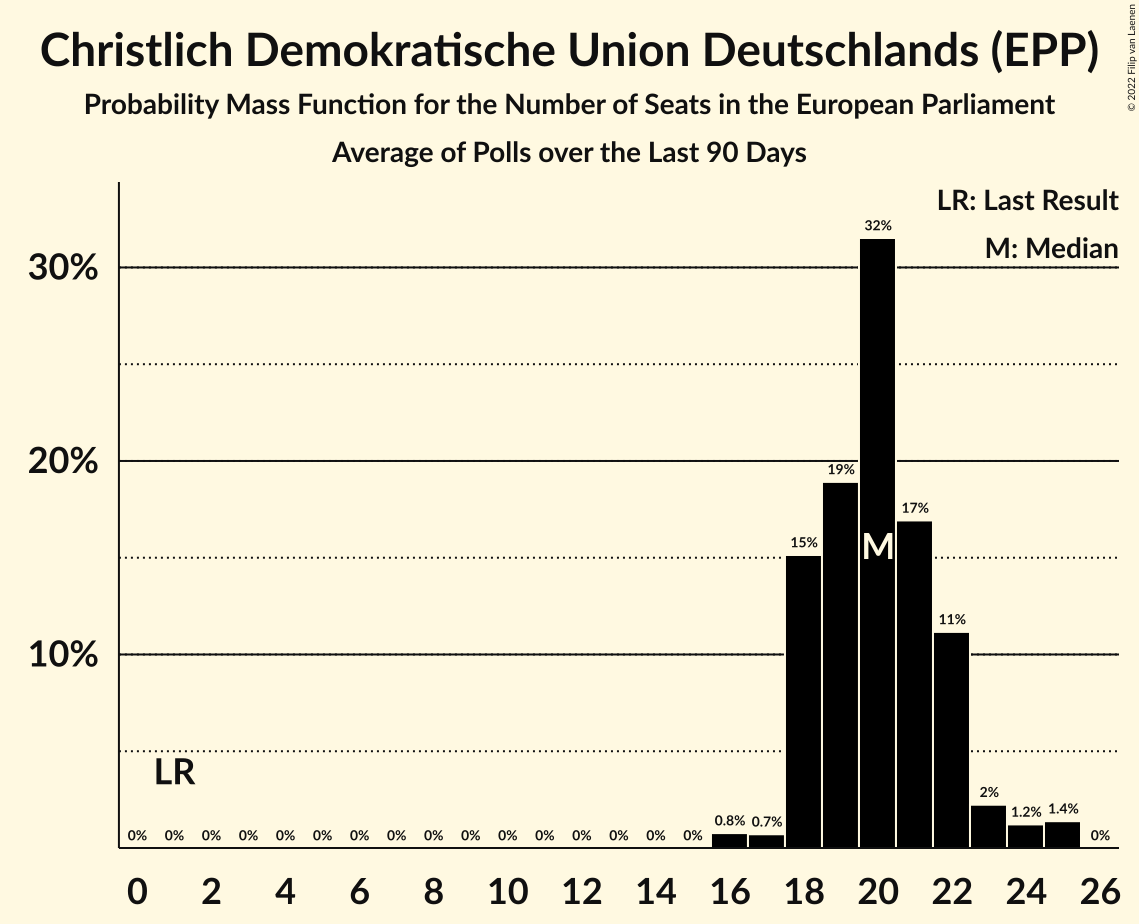 Christlich Demokratische Union Deutschlands (EPP)
Probability Mass Function for the Number of Seats in the European Parliament
Average of Polls over the Last 90 Days
© 2022 Filip van Laenen
LR: Last Result
M: Median
30%
20%
10%
32%
19%
17%
15%
M
11%
LR
0% 0% 0% 0% 0% 0% 0% 0% 0% 0% 0% 0% 0% 0% 0% 0% 0.8% 0.7% 2% 1.2% 1.4% 0%
0 2 4 6 8 10 12 14 16 18 20 22 24 26